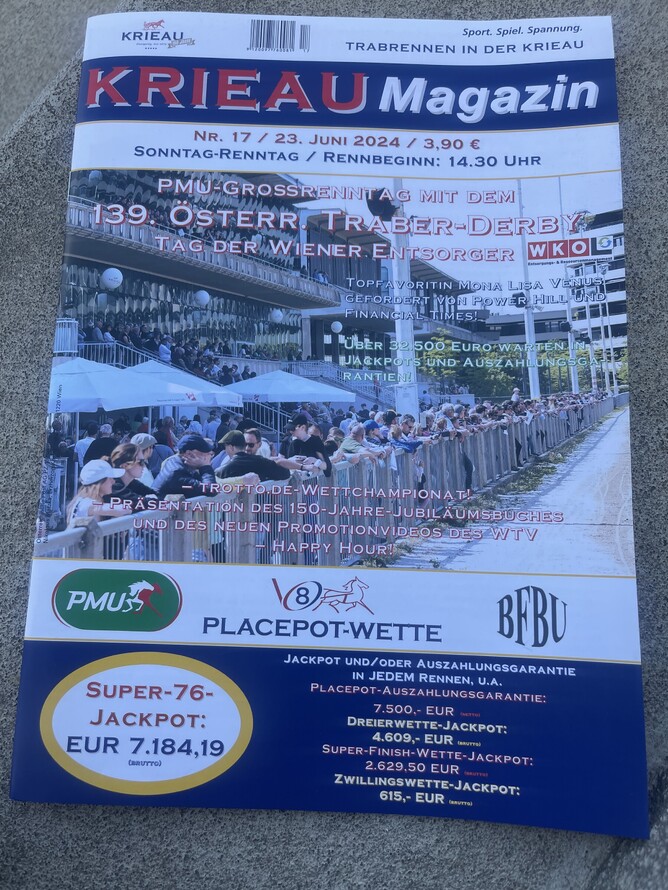 KRIEAU
Sport. Spiel. Spannung.
TRABRENNEN IN DER KRIEAU
KRIEAU Magazin
NR. 17 / 23. JUNI 2024 / 3,90 €
SONNTAG-RENNTAG / RENNBEGINN: 14.30 UHR
PMU-GROSSRENNTAG MIT DEM
139. ÖSTERR. TRABER-DERBY
TAG DER WIENER ENTSORGER
WKO
TOPFAVORITIN MONA LISA VENUS,
GEFORDERT VON POWER HILL UND
FINANCIAL TIMES!
ÜBER 32.500 EURO WARTEN IN
JACKPOTS UND AUSZAHLUNGSGA-
RANTIEN!
– TROTTO.DE-WETTCHAMPIONAT!
– PRÄSENTATION DES 150-JAHRE-JUBILÄUMSBUCHES
UND DES NEUEN PROMOTIONVIDEOS DES WTV
– HAPPY HOUR!
PMU
V8
PLACEPOT-WETTE
BFBU
SUPER-76-
JACKPOT:
EUR 7.184,19
(BRUTTO)
JACKPOT UND/ODER AUSZAHLUNGSGARANTIE
IN JEDEM RENNEN, U.A.
PLACEPOT-AUSZAHLUNGSGARANTIE:
7.500,- EUR (NETTO)
DREIERWETTE-JACKPOT:
4.609,- EUR (BRUTTO)
SUPER-FINISH-WETTE-JACKPOT:
2.629,50 EUR (BRUTTO)
ZWILLINGSWETTE-JACKPOT:
615,- EUR (BRUTTO)